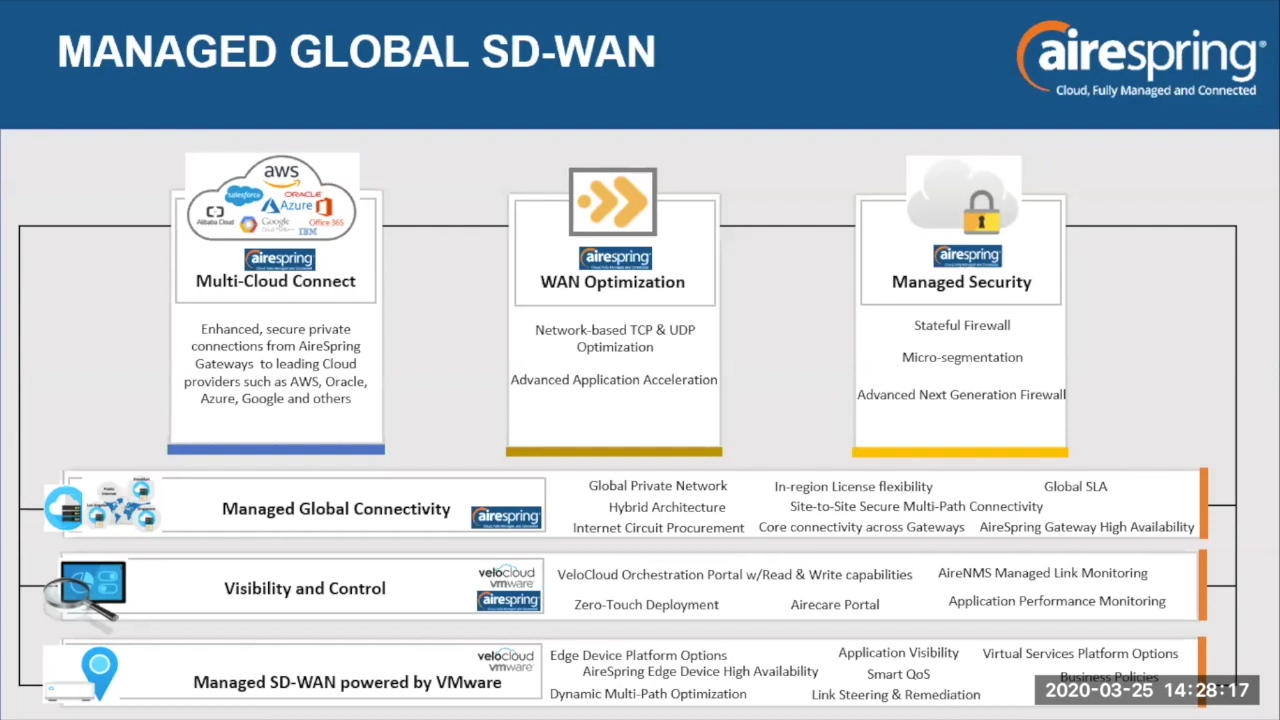 MANAGED GLOBAL SD-WAN
airespring®
Cloud, Fully Managed and Connected
aws
salesforce
ORACLE
Azure
Alibaba Cloud
Google
Office 365
IBM
airespring
Multi-Cloud Connect
Enhanced, secure private
connections from AireSpring
Gateways to leading Cloud
providers such as AWS, Oracle,
Azure, Google and others
airespring
WAN Optimization
Network-based TCP & UDP
Optimization
Advanced Application Acceleration
airespring
Managed Security
Stateful Firewall
Micro-segmentation
Advanced Next Generation Firewall
Managed Global Connectivity
airespring
Global Private Network In-region License flexibility Global SLA
Hybrid Architecture Site-to-Site Secure Multi-Path Connectivity
Internet Circuit Procurement Core connectivity across Gateways AireSpring Gateway High Availability
Visibility and Control
velocloud
vmware
airespring
VeloCloud Orchestration Portal w/Read & Write capabilities AireNMS Managed Link Monitoring
Zero-Touch Deployment Airecare Portal Application Performance Monitoring
Managed SD-WAN powered by VMware
velocloud
vmware
Edge Device Platform Options Application Visibility Virtual Services Platform Options
AireSpring Edge Device High Availability Smart QoS Business Policies
Dynamic Multi-Path Optimization Link Steering & Remediation
2020-03-25 14:28:17